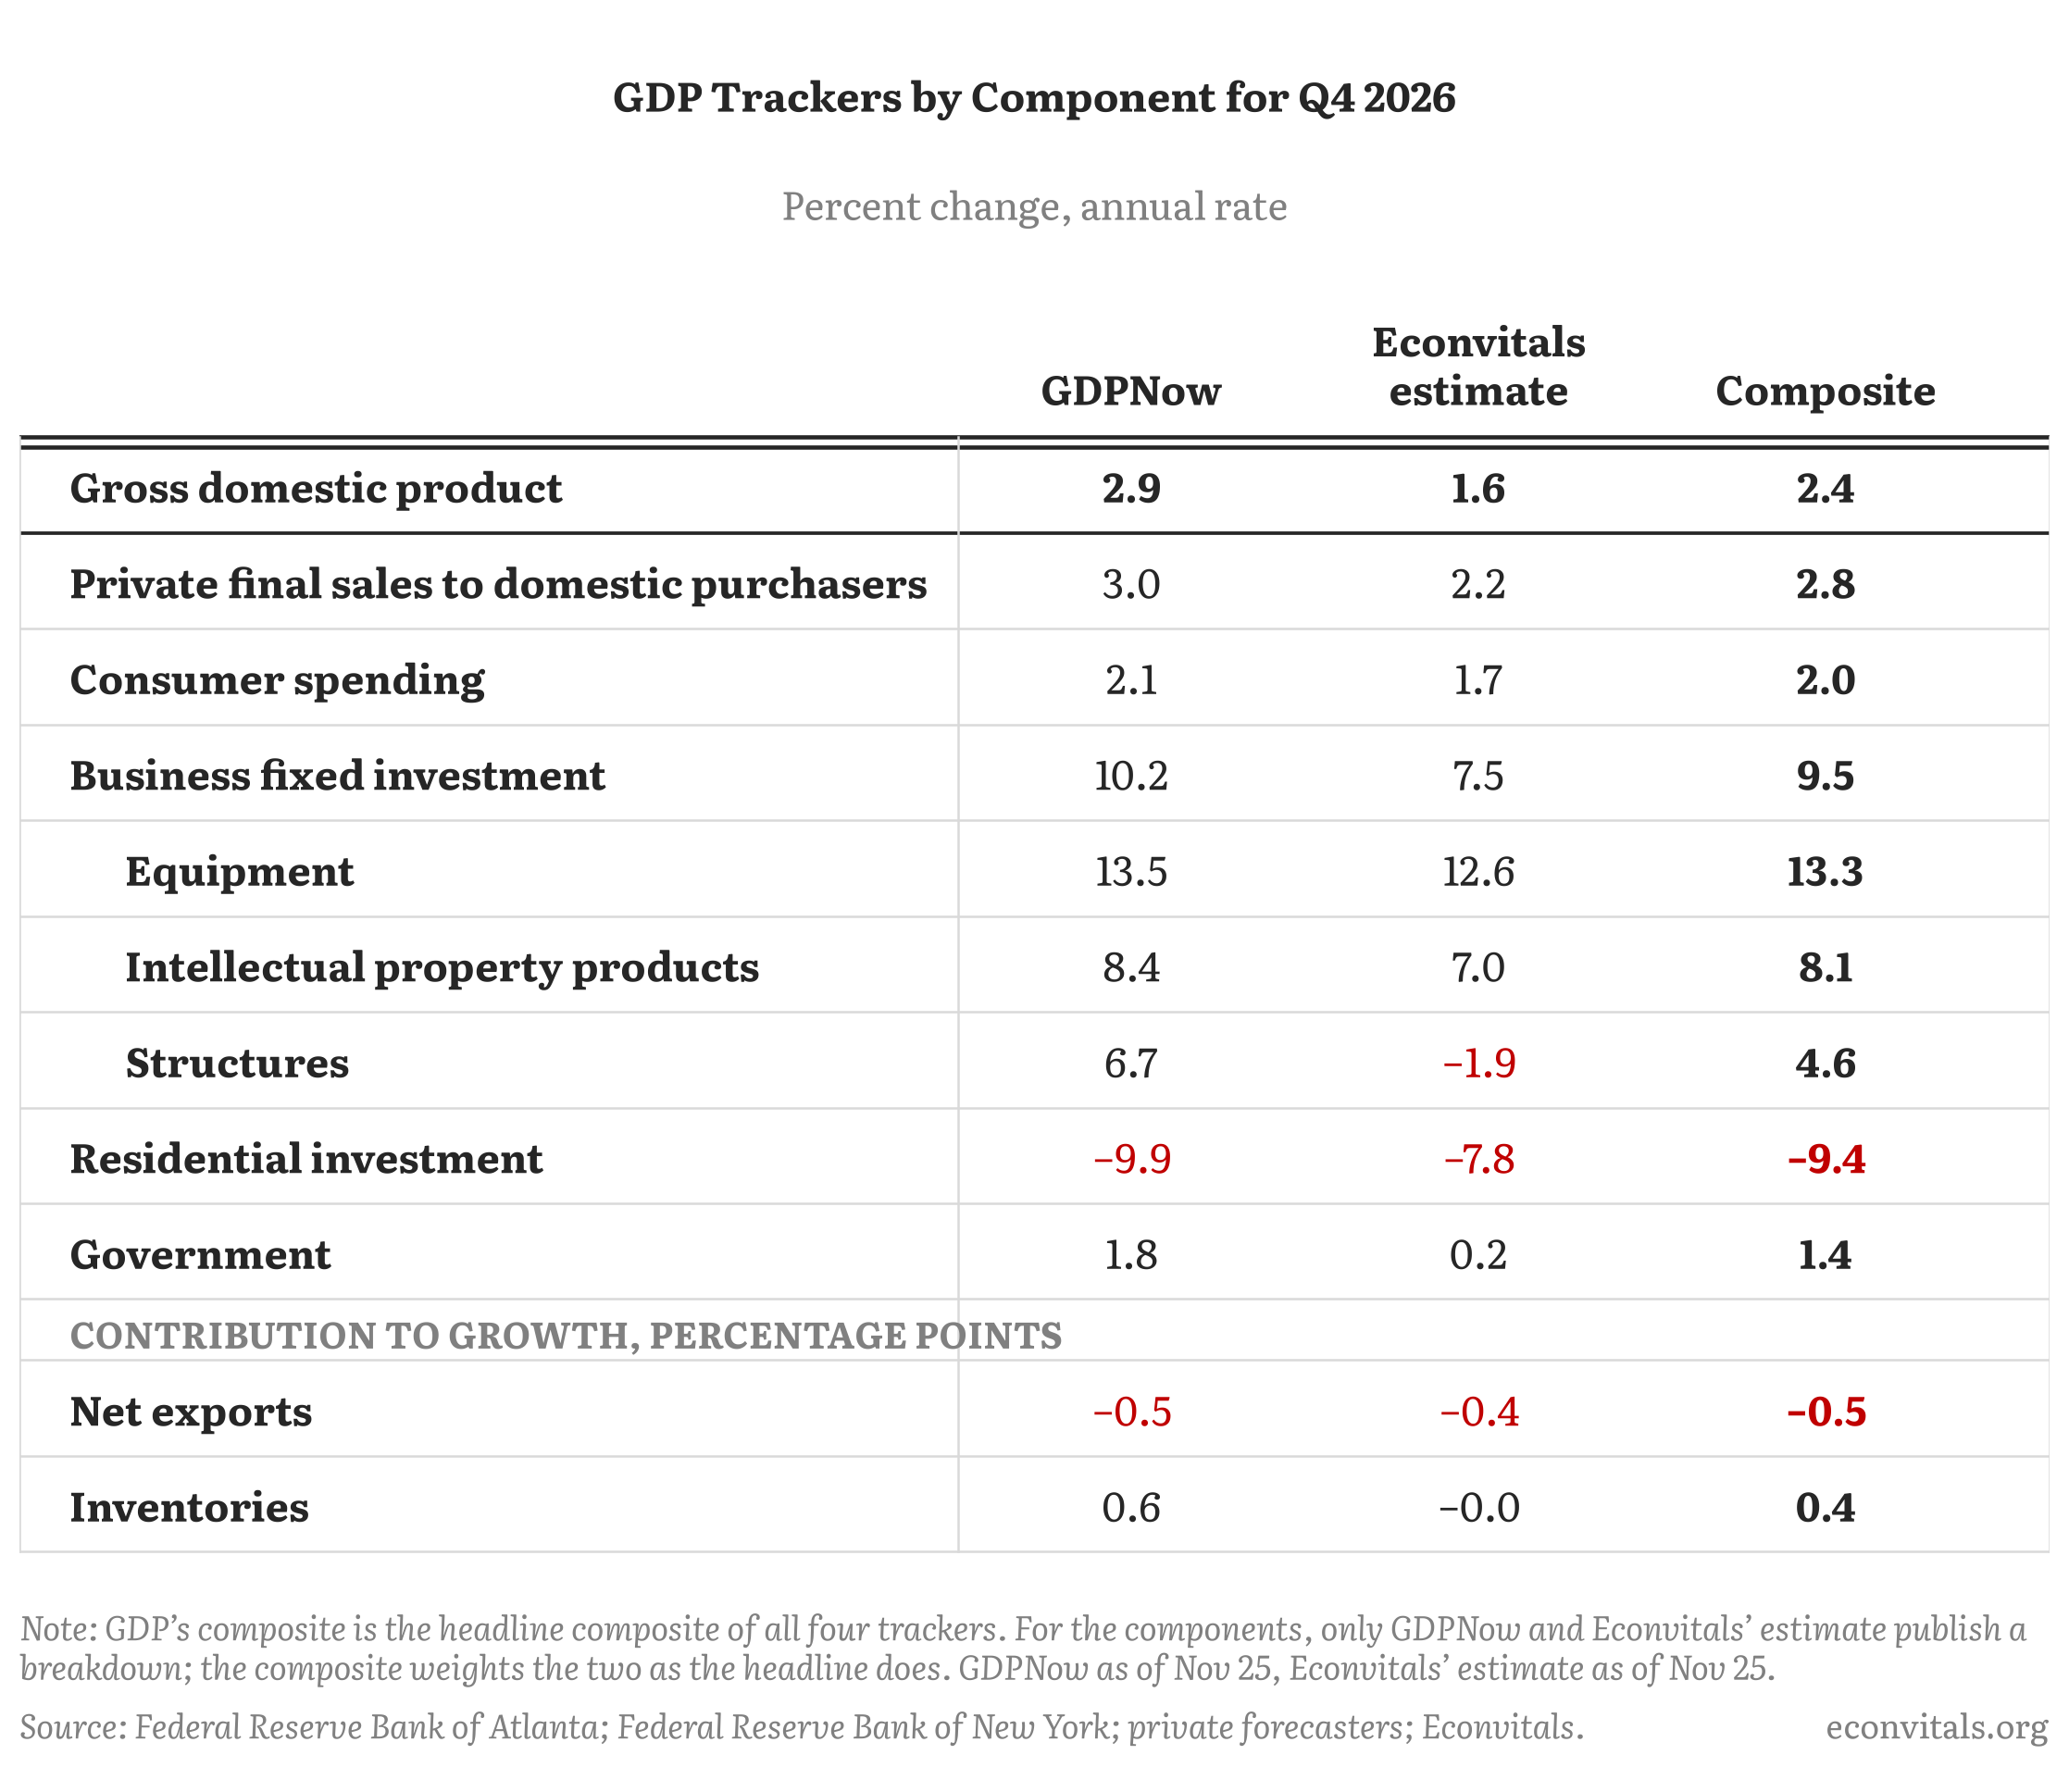 GDP Trackers by Component for Q4 2026
Percent change, annual rate
GDPNow Econvitals estimate Composite
Gross domestic product 2.9 1.6 2.4
Private final sales to domestic purchasers 3.0 2.2 2.8
Consumer spending 2.1 1.7 2.0
Business fixed investment 10.2 7.5 9.5
Equipment 13.5 12.6 13.3
Intellectual property products 8.4 7.0 8.1
Structures 6.7 −1.9 4.6
Residential investment −9.9 −7.8 −9.4
Government 1.8 0.2 1.4
CONTRIBUTION TO GROWTH, PERCENTAGE POINTS
Net exports −0.5 −0.4 −0.5
Inventories 0.6 −0.0 0.4
Note: GDP’s composite is the headline composite of all four trackers. For the components, only GDPNow and Econvitals’ estimate publish a
breakdown; the composite weights the two as the headline does. GDPNow as of Nov 25, Econvitals’ estimate as of Nov 25.
Source: Federal Reserve Bank of Atlanta; Federal Reserve Bank of New York; private forecasters; Econvitals. econvitals.org